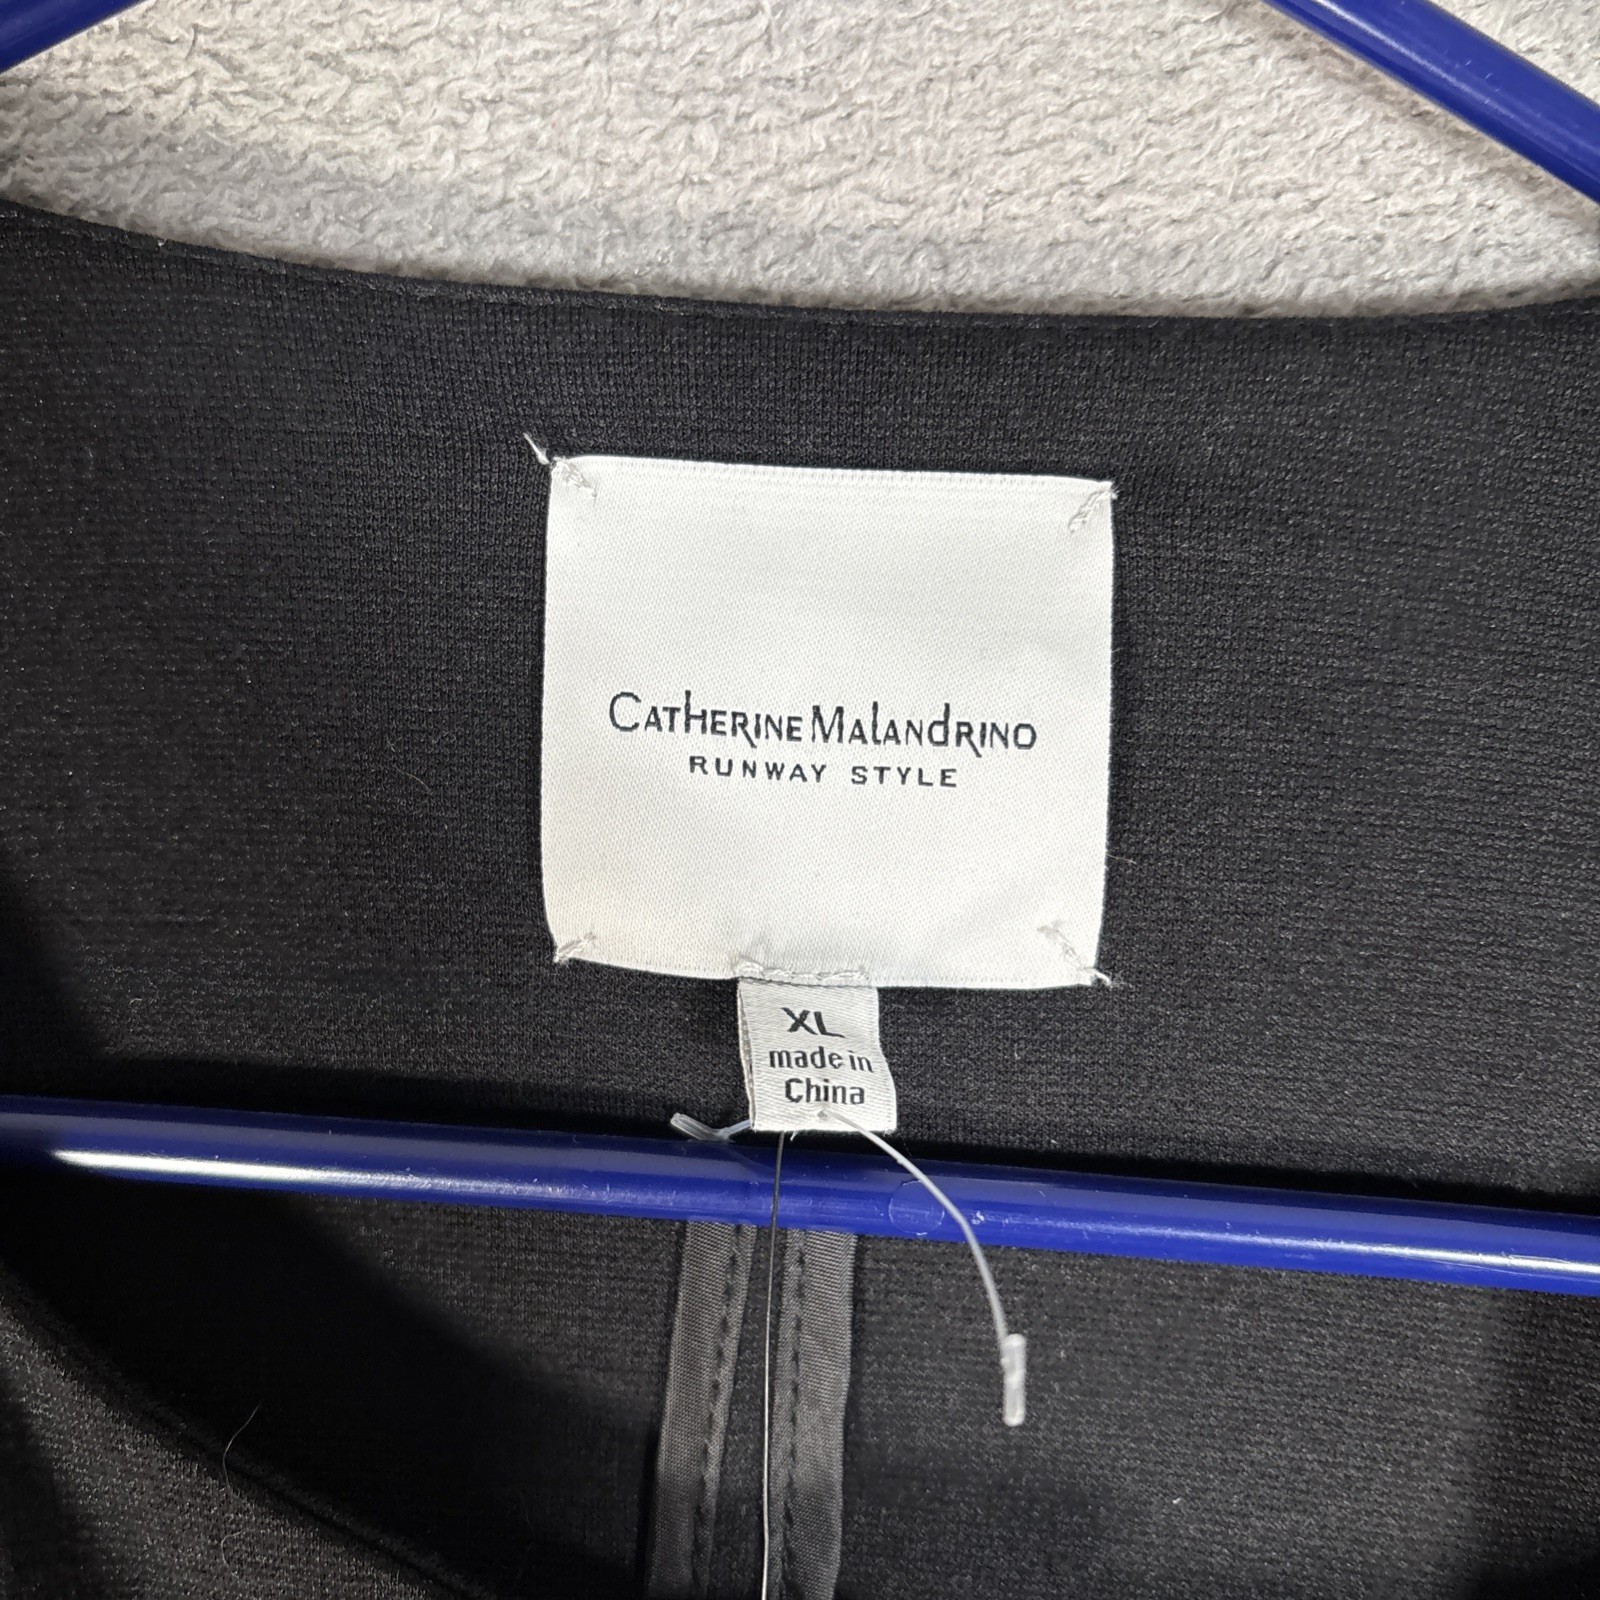 CATHERINE MALANDRINO
RUNWAY STYLE
XL
made in
China